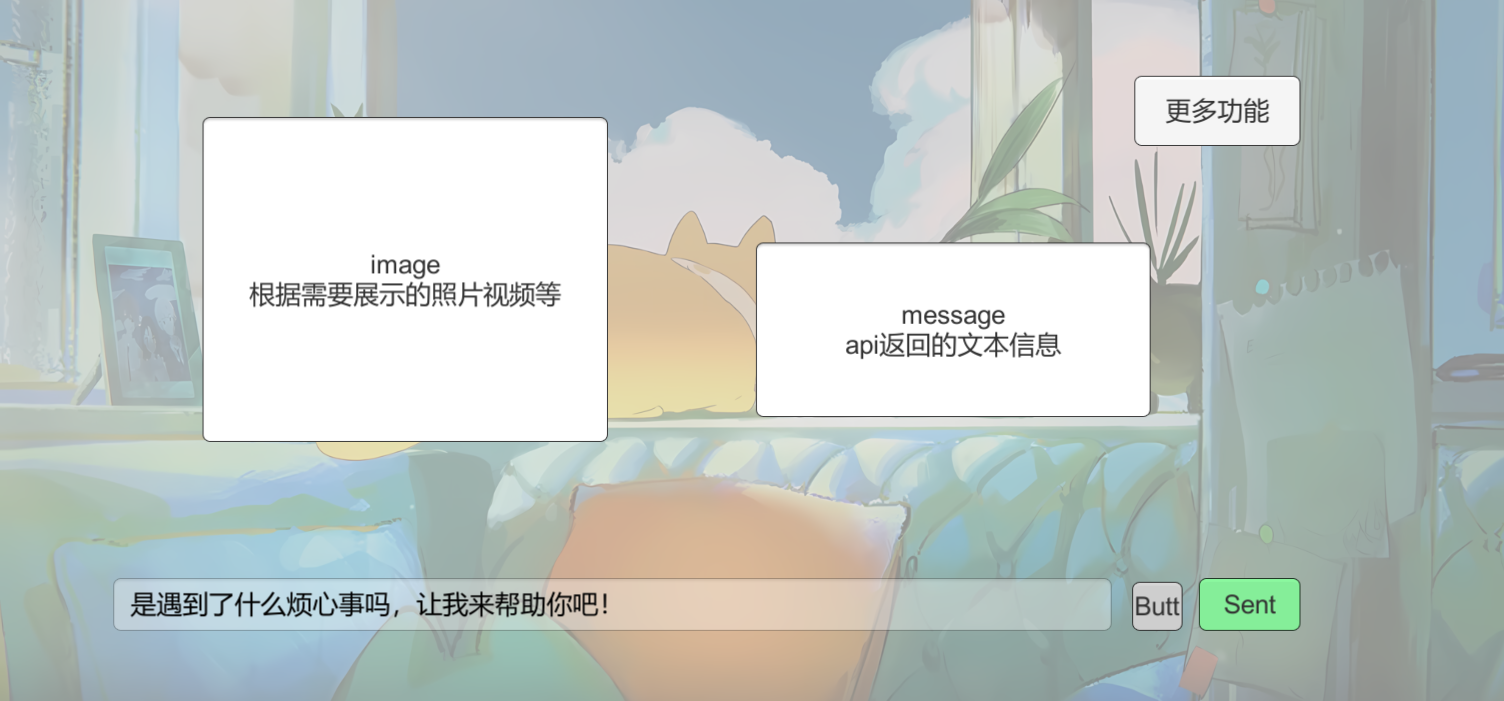 更多功能
image
根据需要展示的照片视频等
message
api返回的文本信息
是遇到了什么烦心事吗，让我来帮助你吧！
Butt
Sent